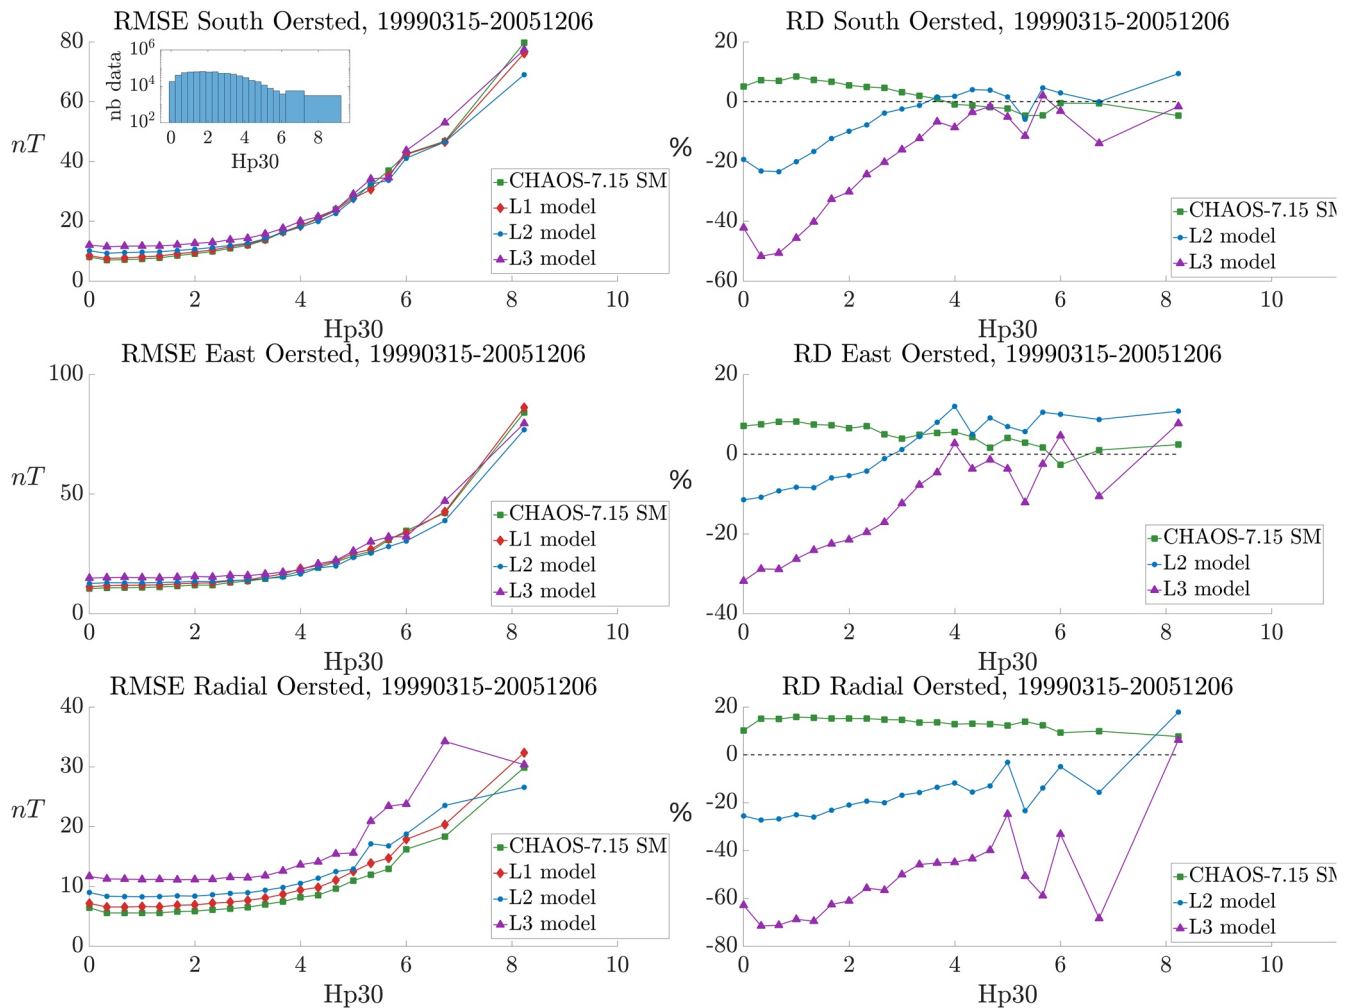 RMSE South Oersted, 19990315-20051206
80
60
40
20
0
nT
10^6
10^4
10^2
nb data
0 2 4 6 8
Hp30
CHAOS-7.15 SM
L1 model
L2 model
L3 model
0 2 4 6 8 10
Hp30
RD South Oersted, 19990315-20051206
20
0
-20
-40
-60
%
CHAOS-7.15 SM
L2 model
L3 model
0 2 4 6 8 10
Hp30
RMSE East Oersted, 19990315-20051206
100
50
0
nT
CHAOS-7.15 SM
L1 model
L2 model
L3 model
0 2 4 6 8 10
Hp30
RD East Oersted, 19990315-20051206
20
0
-20
-40
%
CHAOS-7.15 SM
L2 model
L3 model
0 2 4 6 8 10
Hp30
RMSE Radial Oersted, 19990315-20051206
40
30
20
10
0
nT
CHAOS-7.15 SM
L1 model
L2 model
L3 model
0 2 4 6 8 10
Hp30
RD Radial Oersted, 19990315-20051206
20
0
-20
-40
-60
-80
%
CHAOS-7.15 SM
L2 model
L3 model
0 2 4 6 8 10
Hp30